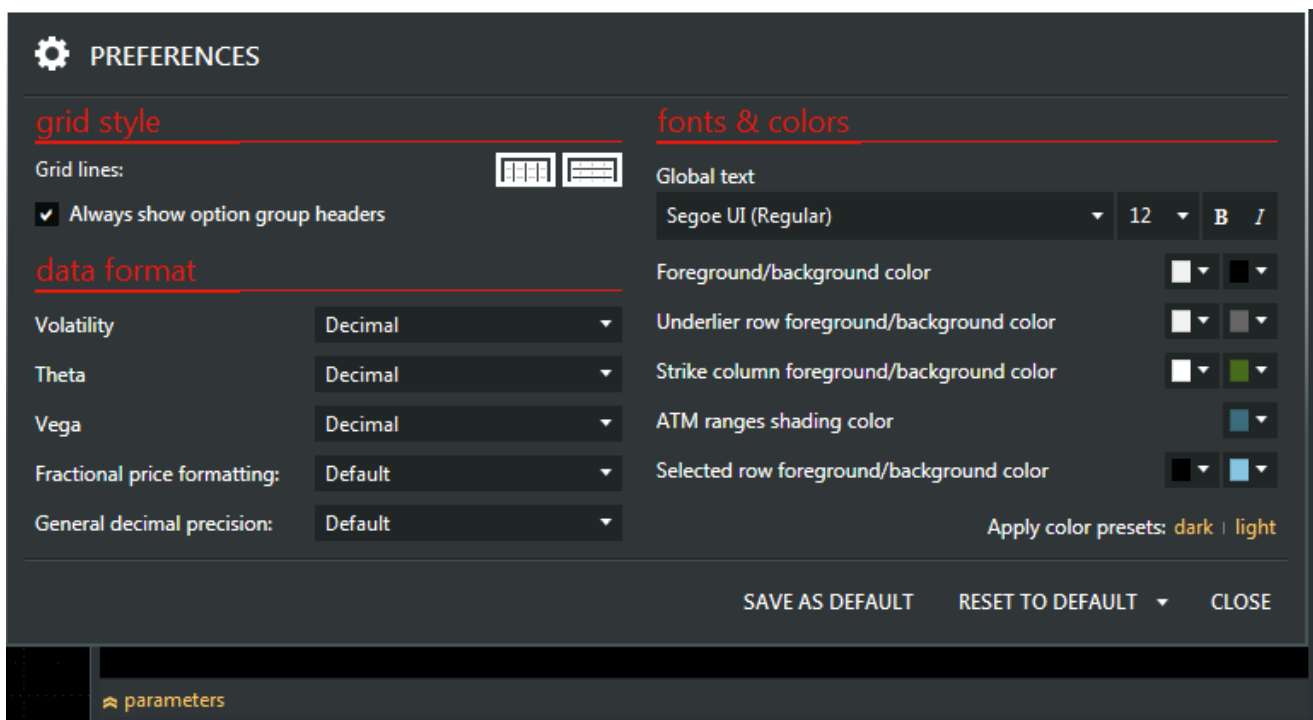 PREFERENCES
grid style
Grid lines:
Always show option group headers
data format
Volatility Decimal
Theta Decimal
Vega Decimal
Fractional price formatting: Default
General decimal precision: Default
fonts & colors
Global text
Segoe UI (Regular) 12 B I
Foreground/background color
Underlier row foreground/background color
Strike column foreground/background color
ATM ranges shading color
Selected row foreground/background color
Apply color presets: dark | light
SAVE AS DEFAULT RESET TO DEFAULT CLOSE
parameters